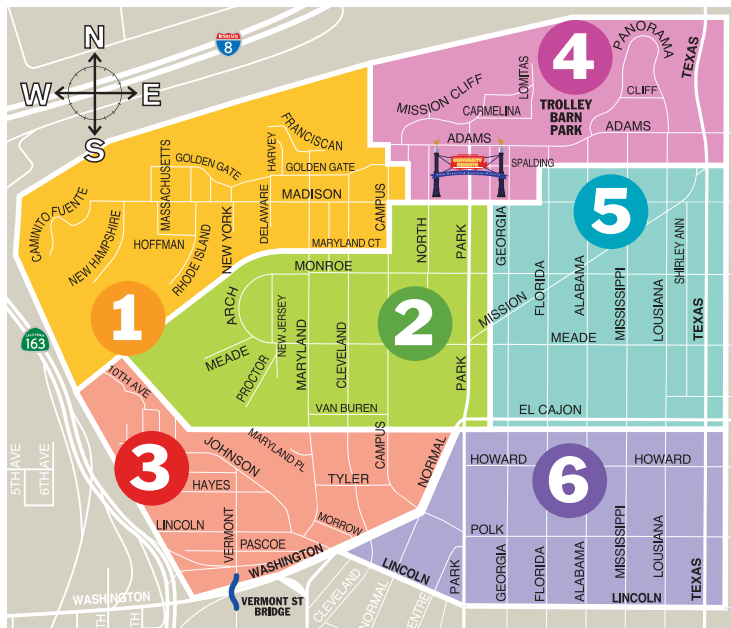 N
W
E
S
INTERSTATE
8
CALIFORNIA
163
1
CAMINITO FUENTE
NEW HAMPSHIRE
MASSACHUSETTS
GOLDEN GATE
HARVEY
FRANCISCAN
GOLDEN GATE
MADISON
DELAWARE
NEW YORK
HOFFMAN
RHODE ISLAND
MARYLAND CT
CAMPUS
4
MISSION CLIFF
CARMELINA
LOMITAS
TROLLEY
BARN
PARK
PANORAMA
CLIFF
TEXAS
ADAMS
ADAMS
UNIVERSITY
HEIGHTS
SPALDING
2
MONROE
ARCH
MEADE
PROCTOR
NEW JERSEY
MARYLAND
CLEVELAND
VAN BUREN
NORTH
PARK
PARK
5
GEORGIA
FLORIDA
ALABAMA
MISSISSIPPI
LOUISIANA
SHIRLEY ANN
TEXAS
MISSION
MEADE
EL CAJON
3
10TH AVE
JOHNSON
MARYLAND PL
CAMPUS
NORMAL
HAYES
TYLER
LINCOLN
VERMONT
PASCOE
MORROW
WASHINGTON
6
HOWARD
HOWARD
POLK
LINCOLN
PARK
GEORGIA
FLORIDA
ALABAMA
MISSISSIPPI
LOUISIANA
TEXAS
LINCOLN
5TH AVE
6TH AVE
WASHINGTON
VERMONT ST
BRIDGE
CLEVELAND
NORMAL